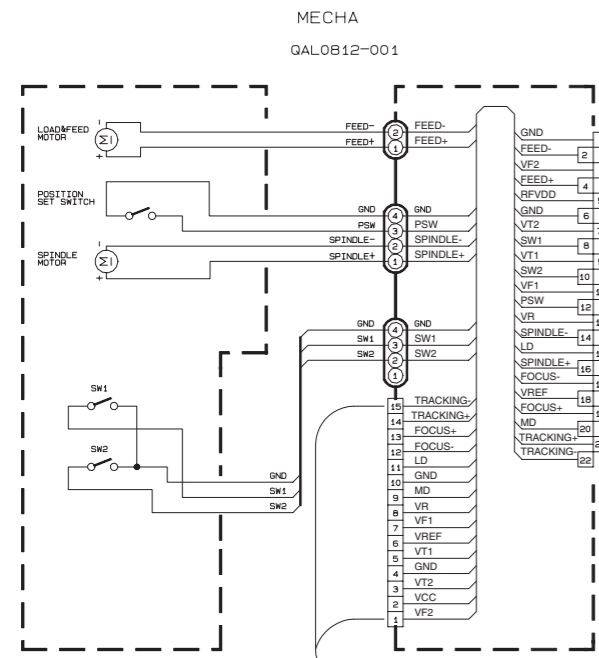 MECHA
QAL0812-001
LOAD&FEED
MOTOR
M
-
+
FEED-
FEED+
2
1
FEED-
FEED+
POSITION
SET SWITCH
SPINDLE
MOTOR
M
-
+
GND
PSW
SPINDLE-
SPINDLE+
4
3
2
1
GND
PSW
SPINDLE-
SPINDLE+
GND
SW1
SW2
4
3
2
1
GND
SW1
SW2
SW1
SW2
GND
SW1
SW2
15 TRACKING-
14 TRACKING+
13 FOCUS+
12 FOCUS-
11 LD
10 GND
9 MD
8 VR
7 VF1
6 VREF
5 VT1
4 GND
3 VT2
2 VCC
1 VF2
GND
FEED- 2
VF2
FEED+ 4
RFVDD
GND 6
VT2
SW1 8
VT1
SW2 10
VF1
PSW 12
VR
SPINDLE- 14
LD
SPINDLE+ 16
FOCUS-
VREF 18
FOCUS+
MD 20
TRACKING+
TRACKING- 22